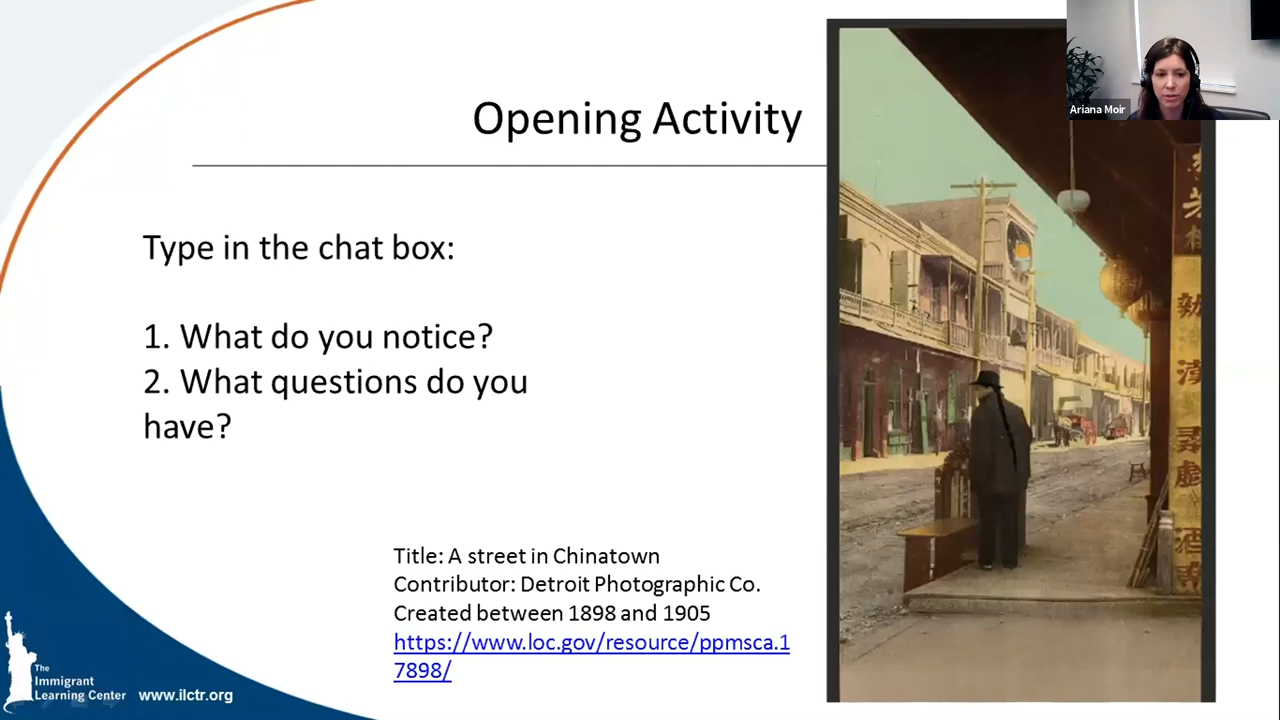 Ariana Moir
Opening Activity
Type in the chat box:
1. What do you notice?
2. What questions do you
have?
Title: A street in Chinatown
Contributor: Detroit Photographic Co.
Created between 1898 and 1905
https://www.loc.gov/resource/ppmsca.1
7898/
The
Immigrant
Learning Center
www.ilctr.org
酒